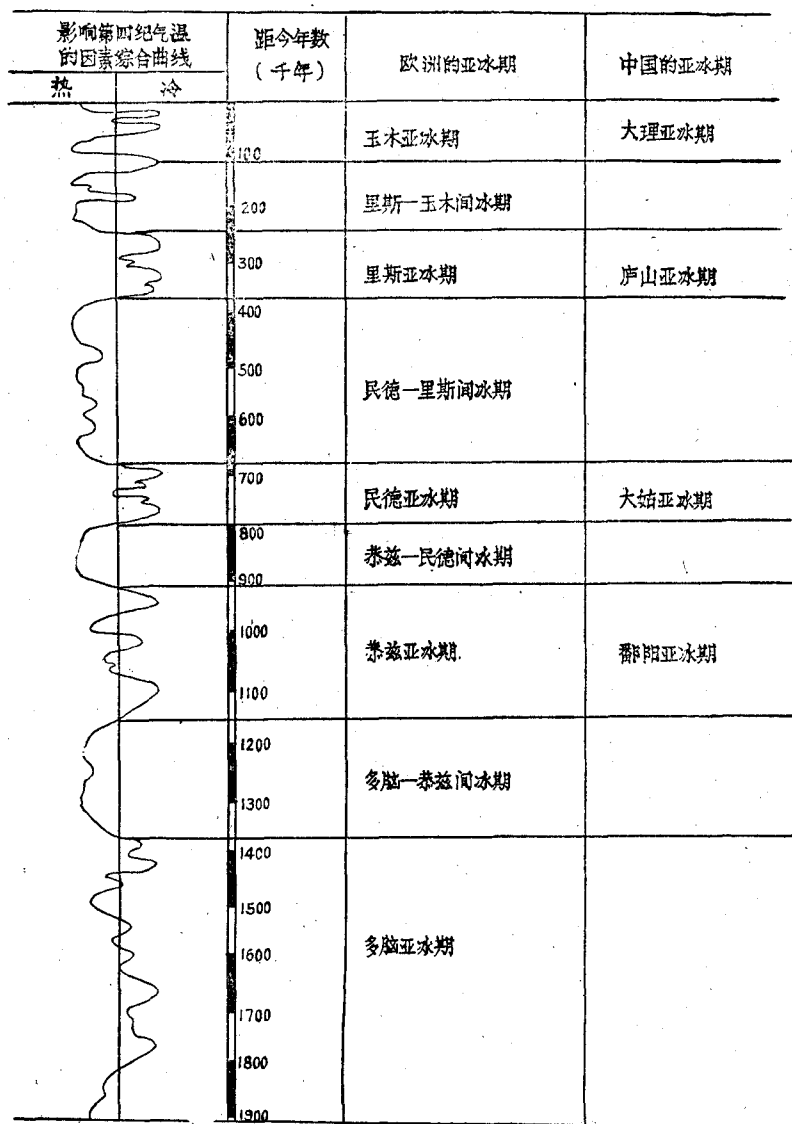 影响第四纪气温
的因素综合曲线
热 冷
距今年数
(千年)
欧洲的亚冰期
中国的亚冰期
玉木亚冰期
大理亚冰期
100
里斯一玉木间冰期
200
300
里斯亚冰期
庐山亚冰期
400
500
民德一里斯间冰期
600
700
民德亚冰期
大姑亚冰期
800
恭兹一民德间冰期
900
1000
恭兹亚冰期.
鄱阳亚冰期
1100
1200
多脑一恭兹间冰期
1300
1400
1500
多脑亚冰期
1600
1700
1800
1900